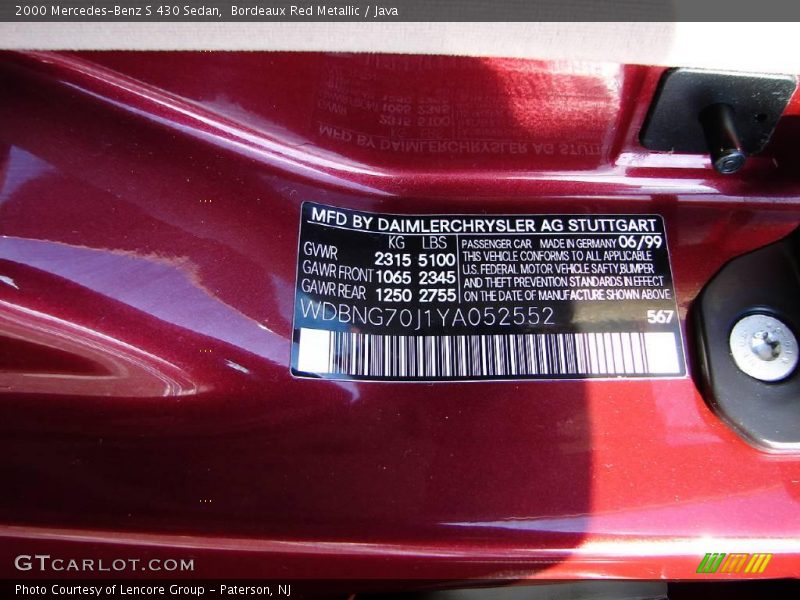 2000 Mercedes-Benz S 430 Sedan, Bordeaux Red Metallic / Java
MFD BY DAIMLERCHRYSLER AG STUTTGART
KG LBS
GVWR 2315 5100
GAWR FRONT 1065 2345
GAWR REAR 1250 2755
PASSENGER CAR MADE IN GERMANY 06/99
THIS VEHICLE CONFORMS TO ALL APPLICABLE
U.S. FEDERAL MOTOR VEHICLE SAFTY,BUMPER
AND THEFT PREVENTION STANDARDS IN EFFECT
ON THE DATE OF MANUFACTURE SHOWN ABOVE
WDBNG70J1YA052552 567
GTCARLOT.COM
Photo Courtesy of Lencore Group - Paterson, NJ